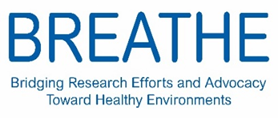 BREATHE
Bridging Research Efforts and Advocacy
Toward Healthy Environments